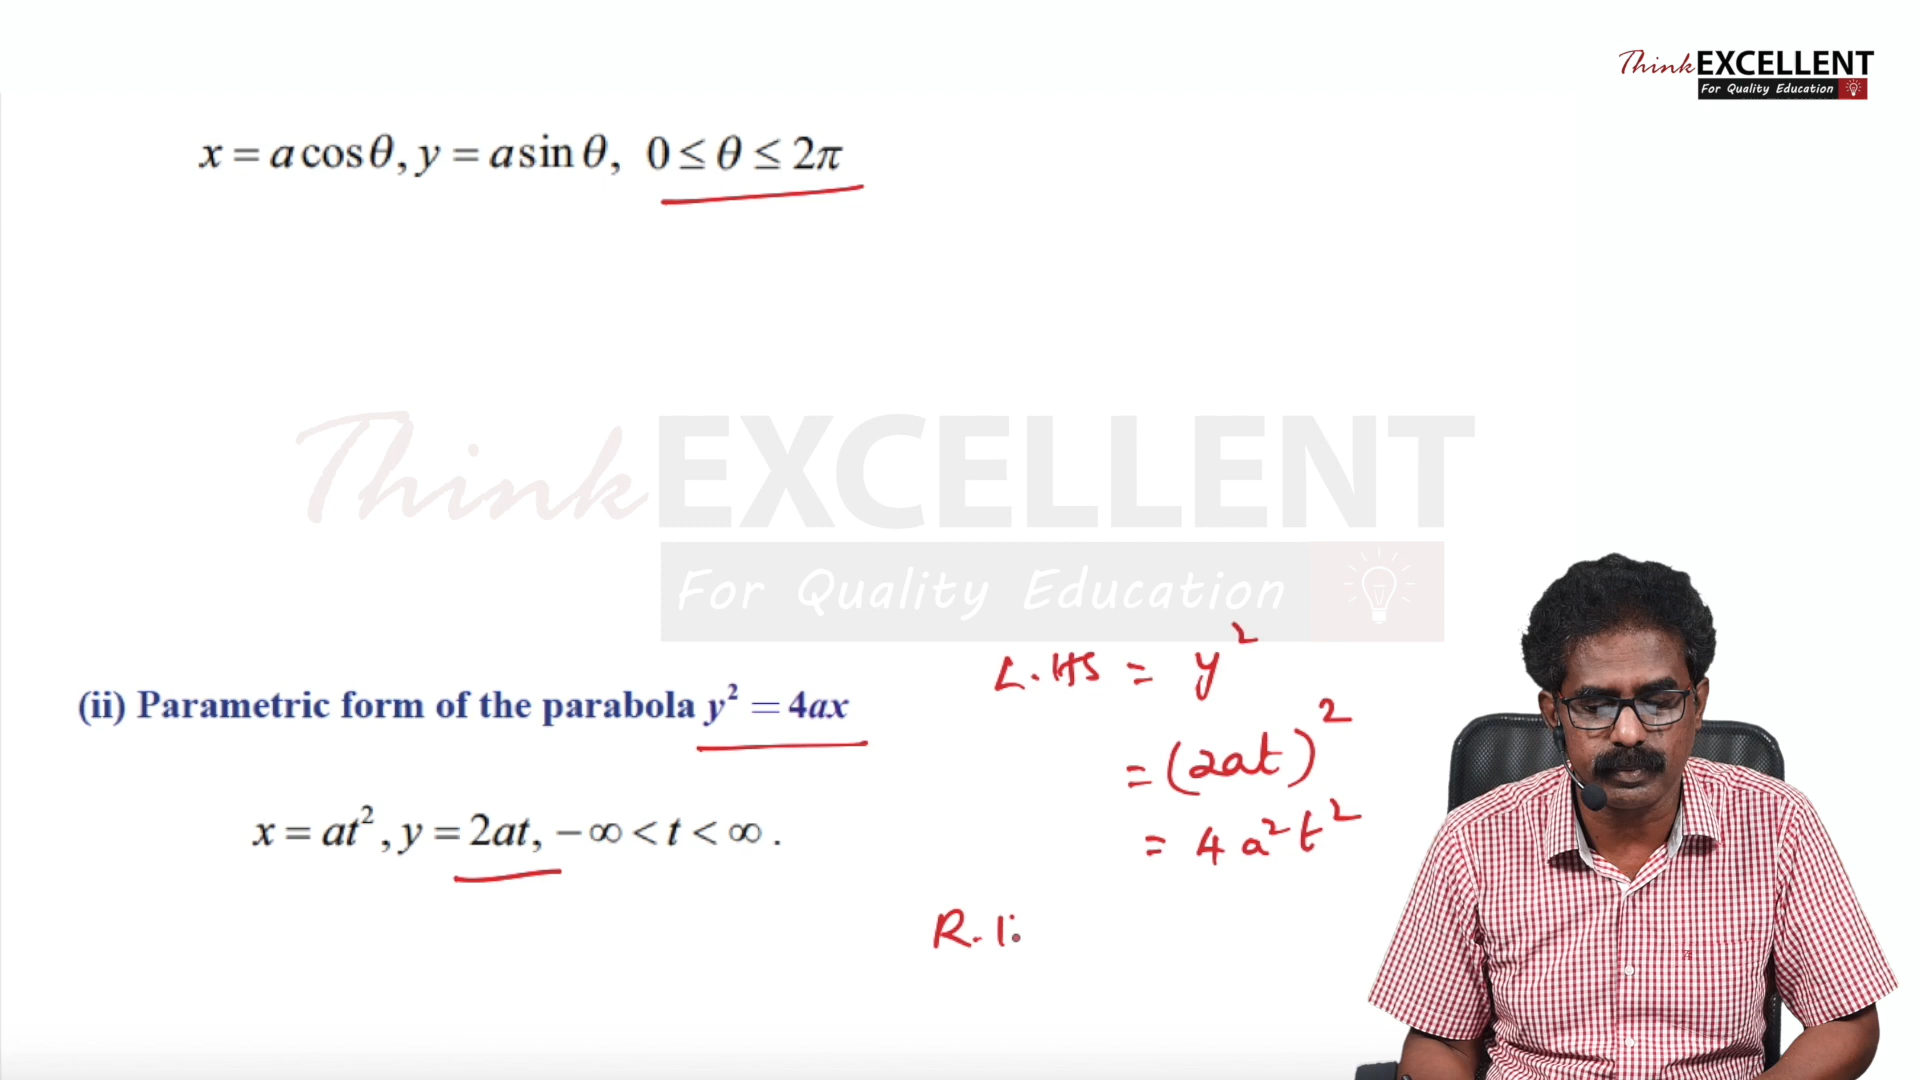 Think EXCELLENT
For Quality Education
x = a cos θ, y = a sin θ, 0 ≤ θ ≤ 2π
Think EXCELLENT
For Quality Education
(ii) Parametric form of the parabola y² = 4ax
x = at², y = 2at, −∞ < t < ∞ .
L.HS = y²
= (2at)²
= 4a²t²
R.